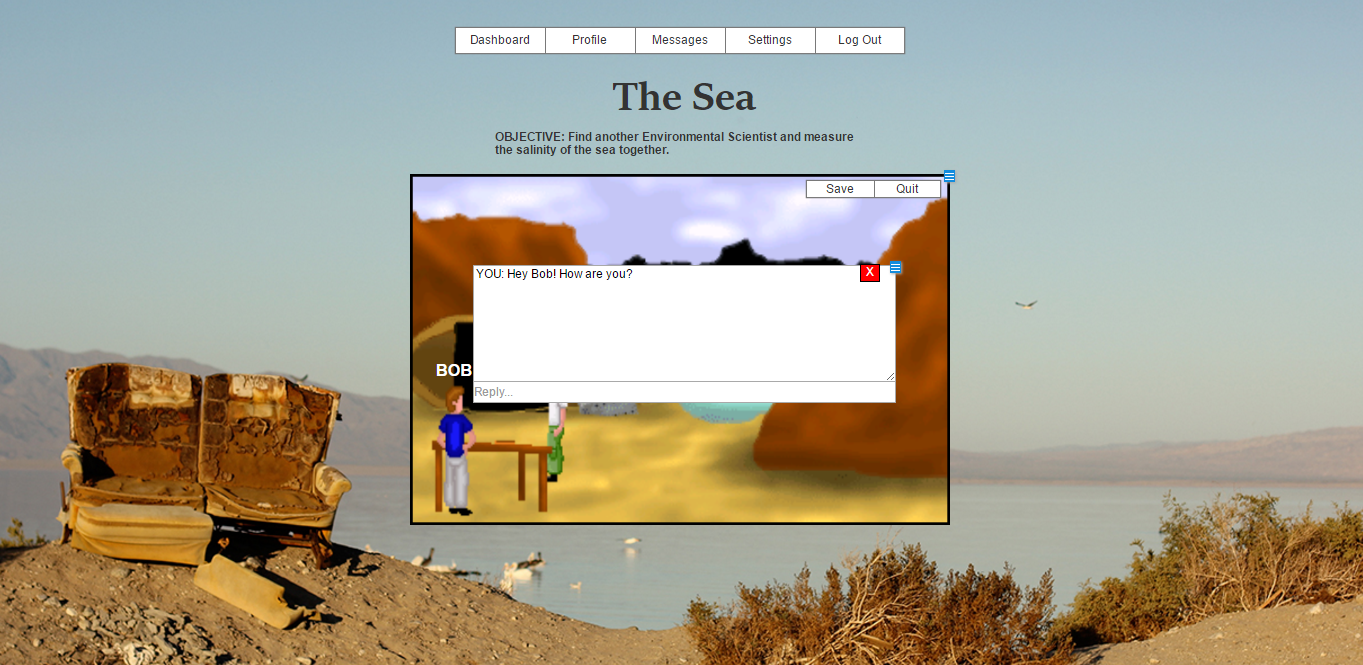 Dashboard Profile Messages Settings Log Out
The Sea
OBJECTIVE: Find another Environmental Scientist and measure
the salinity of the sea together.
Save Quit
YOU: Hey Bob! How are you?
X
BOB
Reply...